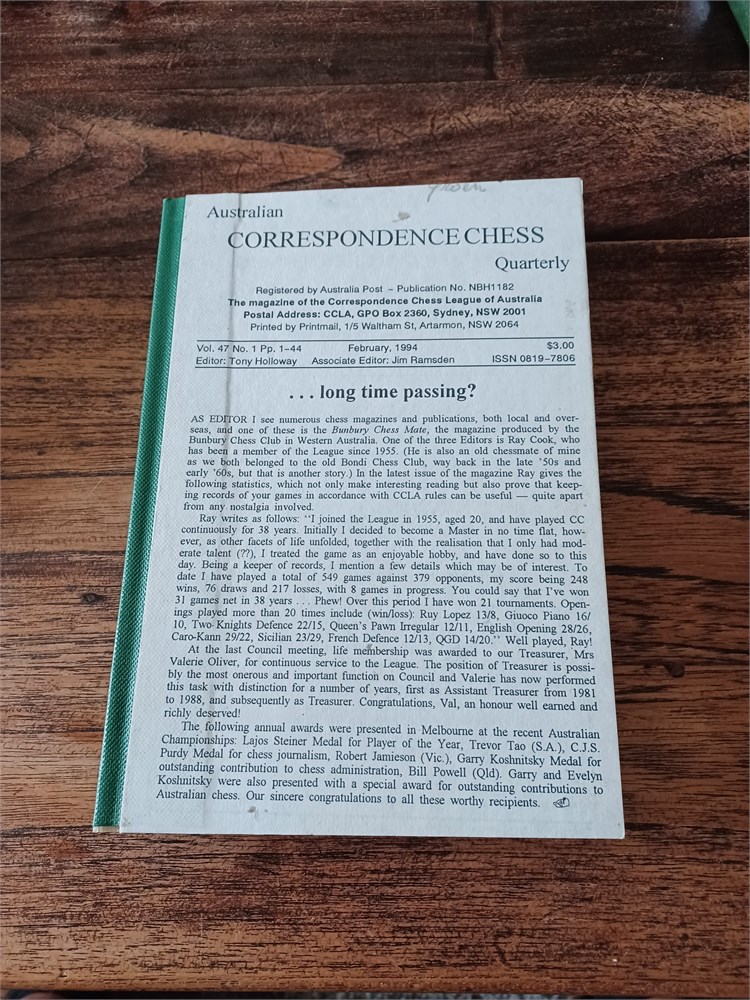 Australian
CORRESPONDENCE CHESS
Quarterly
Registered by Australia Post – Publication No. NBH1182
The magazine of the Correspondence Chess League of Australia
Postal Address: CCLA, GPO Box 2360, Sydney, NSW 2001
Printed by Printmail, 1/5 Waltham St, Artarmon, NSW 2064
Vol. 47 No. 1 Pp. 1–44 February, 1994 $3.00
Editor: Tony Holloway Associate Editor: Jim Ramsden ISSN 0819–7806
. . . long time passing?
AS EDITOR I see numerous chess magazines and publications, both local and over-
seas, and one of these is the Bunbury Chess Mate, the magazine produced by the
Bunbury Chess Club in Western Australia. One of the three Editors is Ray Cook, who
has been a member of the League since 1955. (He is also an old chessmate of mine
as we both belonged to the old Bondi Chess Club, way back in the late '50s and
early '60s, but that is another story.) In the latest issue of the magazine Ray gives the
following statistics, which not only make interesting reading but also prove that keep-
ing records of your games in accordance with CCLA rules can be useful — quite apart
from any nostalgia involved.
Ray writes as follows: "I joined the League in 1955, aged 20, and have played CC
continuously for 38 years. Initially I decided to become a Master in no time flat, how-
ever, as other facets of life unfolded, together with the realisation that I only had mod-
erate talent (??), I treated the game as an enjoyable hobby, and have done so to this
day. Being a keeper of records, I mention a few details which may be of interest. To
date I have played a total of 549 games against 379 opponents, my score being 248
wins, 76 draws and 217 losses, with 8 games in progress. You could say that I've won
31 games net in 38 years . . . Phew! Over this period I have won 21 tournaments. Open-
ings played more than 20 times include (win/loss): Ruy Lopez 13/8, Giuoco Piano 16/
10, Two Knights Defence 22/15, Queen's Pawn Irregular 12/11, English Opening 28/26,
Caro-Kann 29/22, Sicilian 23/29, French Defence 12/13, QGD 14/20." Well played, Ray!
At the last Council meeting, life membership was awarded to our Treasurer, Mrs
Valerie Oliver, for continuous service to the League. The position of Treasurer is possi-
bly the most onerous and important function on Council and Valerie has now performed
this task with distinction for a number of years, first as Assistant Treasurer from 1981
to 1988, and subsequently as Treasurer. Congratulations, Val, an honour well earned and
richly deserved!
The following annual awards were presented in Melbourne at the recent Australian
Championships: Lajos Steiner Medal for Player of the Year, Trevor Tao (S.A.), C.J.S.
Purdy Medal for chess journalism, Robert Jamieson (Vic.), Garry Koshnitsky Medal for
outstanding contribution to chess administration, Bill Powell (Qld). Garry and Evelyn
Koshnitsky were also presented with a special award for outstanding contributions to
Australian chess. Our sincere congratulations to all these worthy recipients.